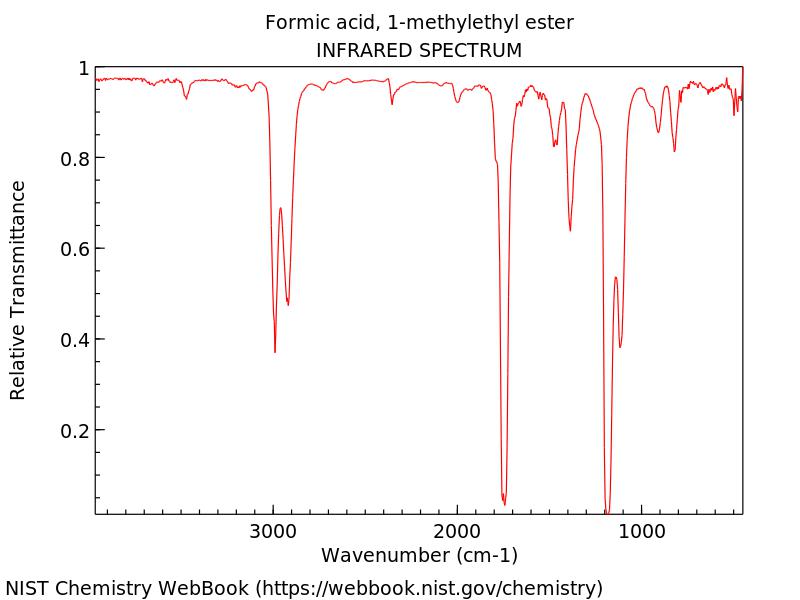 Formic acid, 1-methylethyl ester
INFRARED SPECTRUM
1
0.8
0.6
0.4
0.2
Relative Transmittance
3000 2000 1000
Wavenumber (cm-1)
NIST Chemistry WebBook (https://webbook.nist.gov/chemistry)